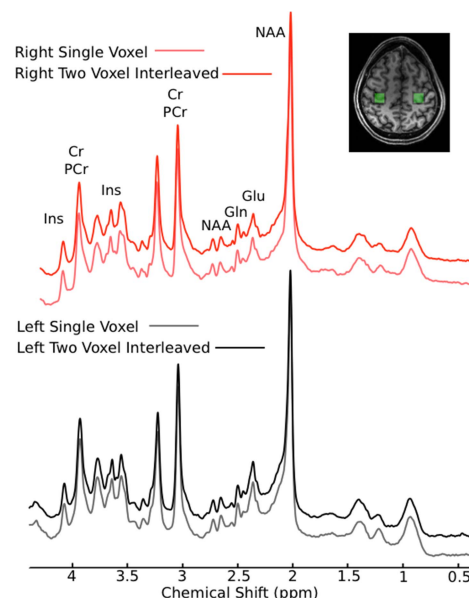 NAA
Right Single Voxel
Right Two Voxel Interleaved
Cr
PCr
Cr
PCr
Ins
Glu
Gln
NAA
Ins
Left Single Voxel
Left Two Voxel Interleaved
4 3.5 3 2.5 2 1.5 1 0.5
Chemical Shift (ppm)